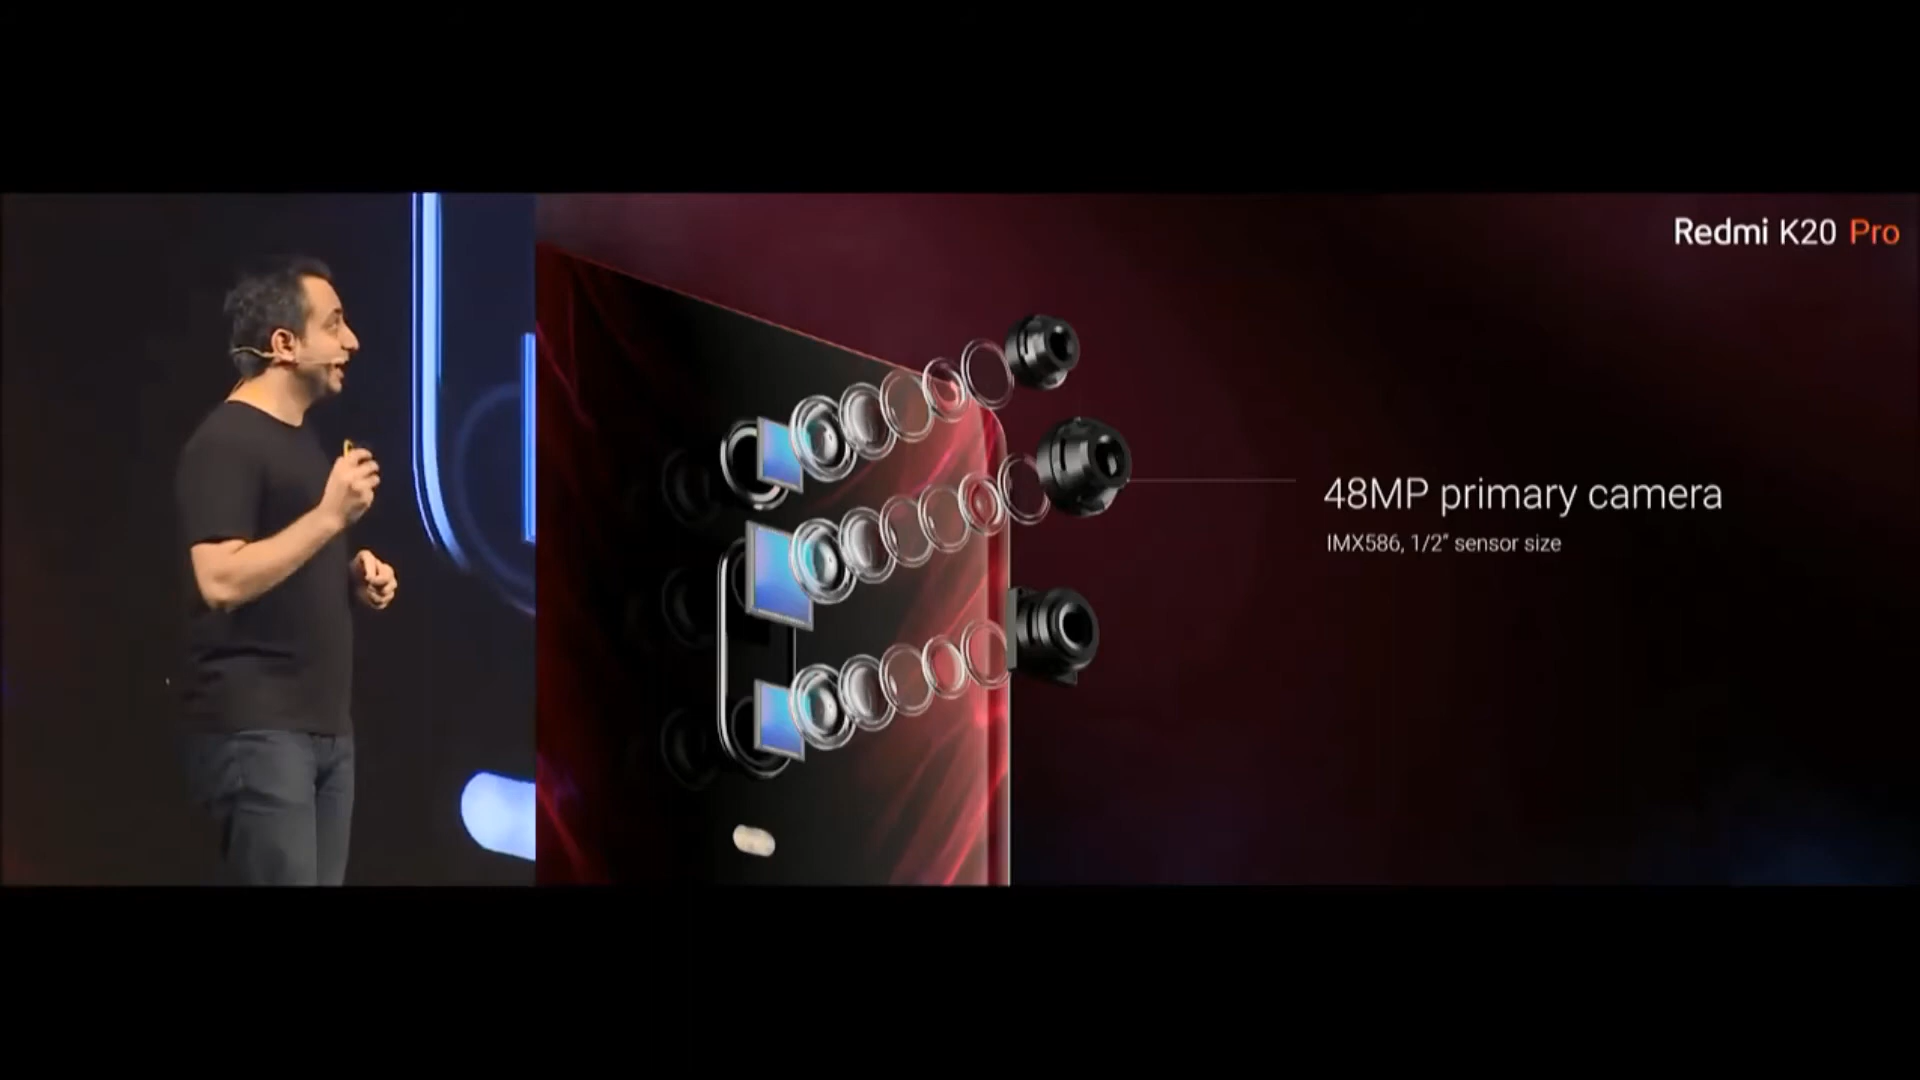 Redmi K20 Pro
48MP primary camera
IMX586, 1/2″ sensor size